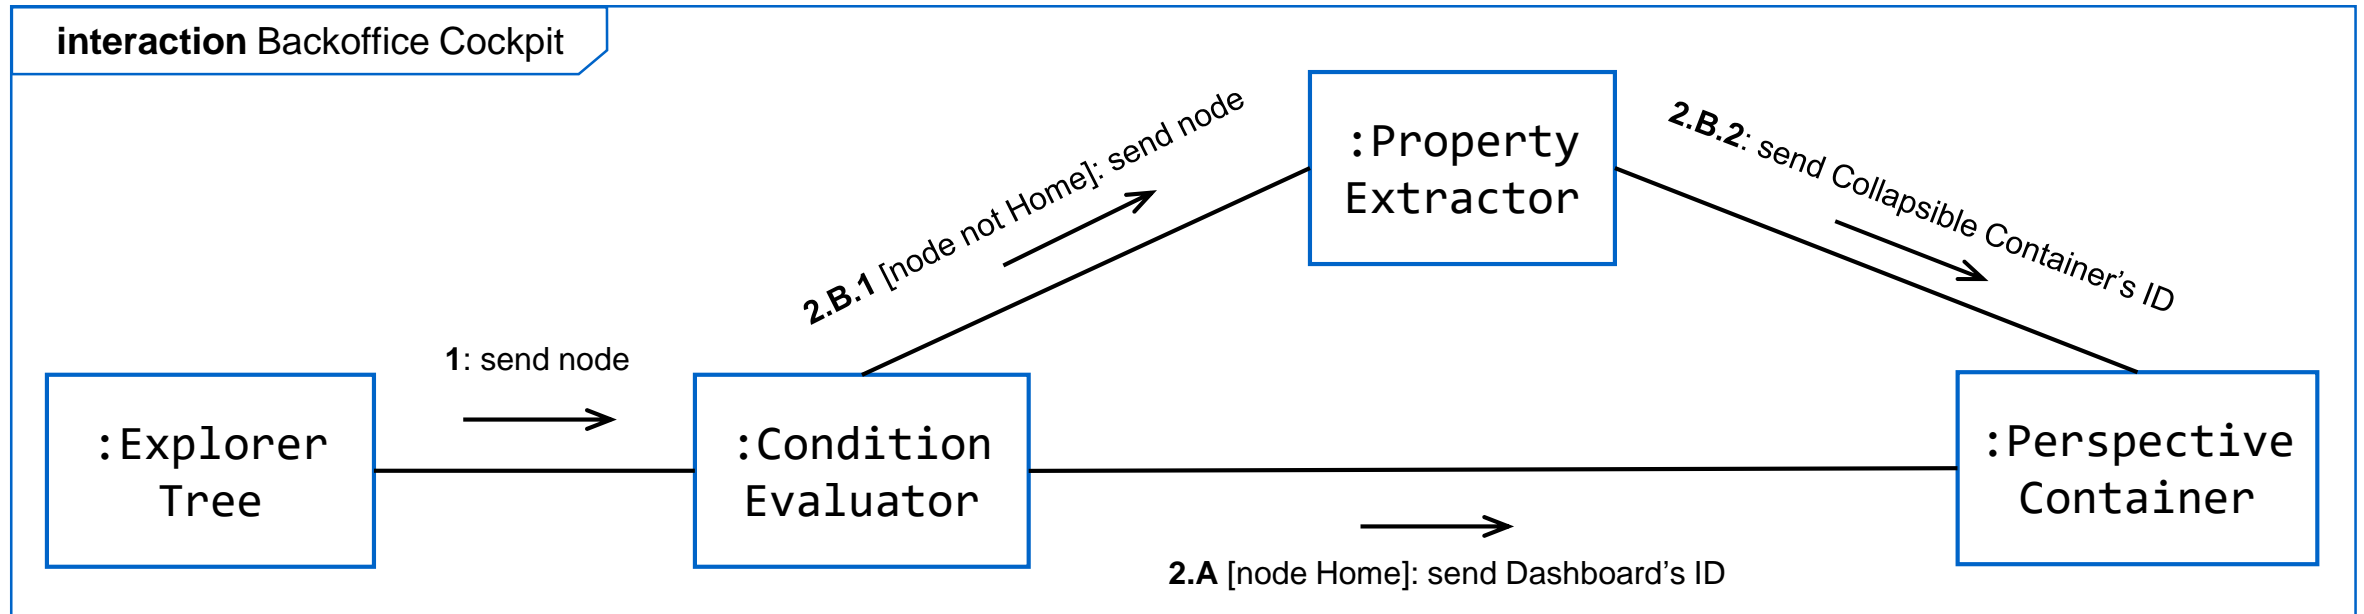 interaction Backoffice Cockpit
2.B.1 [node not Home]: send node
:Property
Extractor
2.B.2: send Collapsible Container’s ID
1: send node
:Explorer
Tree
:Condition
Evaluator
:Perspective
Container
2.A [node Home]: send Dashboard’s ID